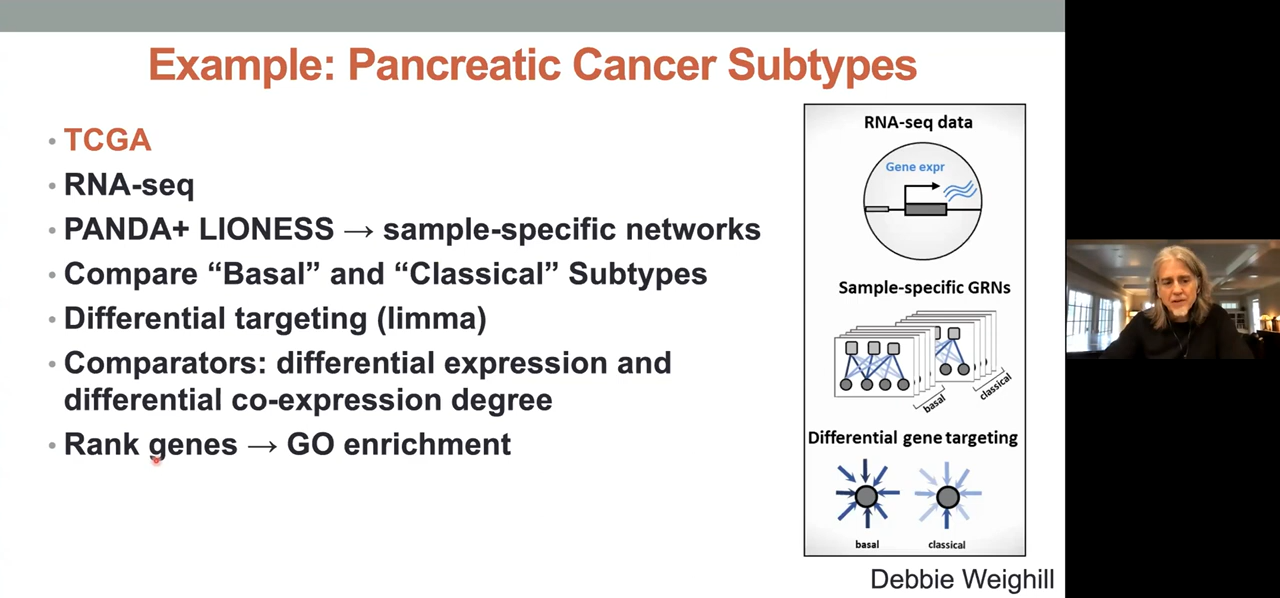 Example: Pancreatic Cancer Subtypes
• TCGA
• RNA-seq
• PANDA+ LIONESS → sample-specific networks
• Compare “Basal” and “Classical” Subtypes
• Differential targeting (limma)
• Comparators: differential expression and
differential co-expression degree
• Rank genes → GO enrichment
RNA-seq data
Gene expr
Sample-specific GRNs
basal
classical
Differential gene targeting
basal
classical
Debbie Weighill